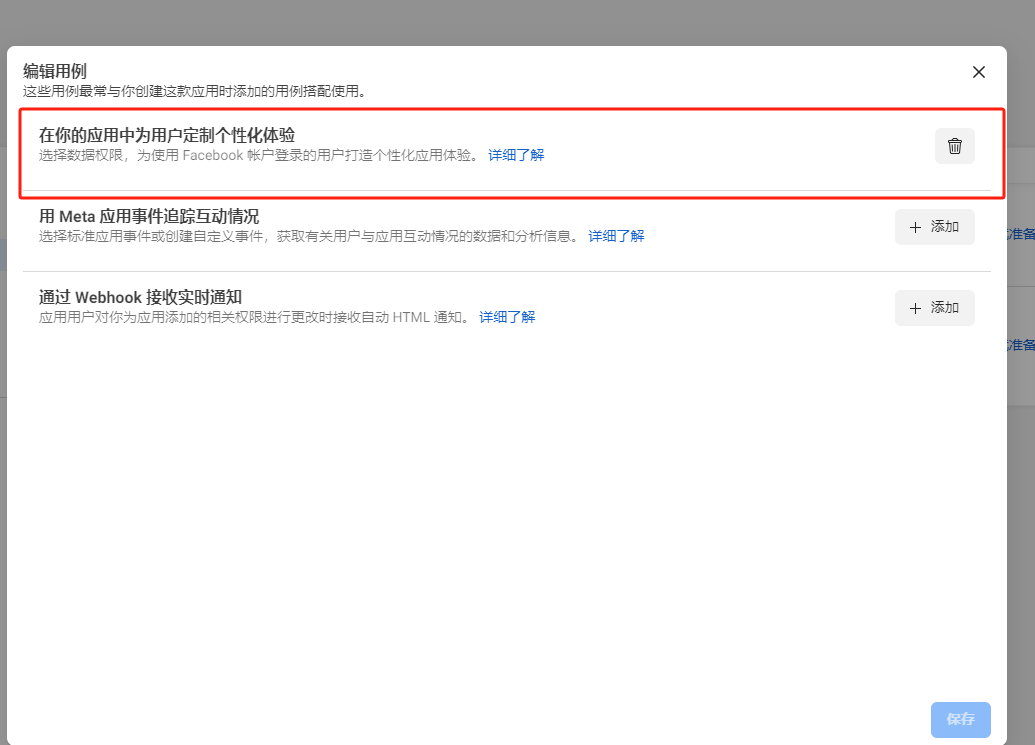 编辑用例
这些用例最常与你创建这款应用时添加的用例搭配使用。
在你的应用中为用户定制个性化体验
选择数据权限，为使用 Facebook 帐户登录的用户打造个性化应用体验。 详细了解
用 Meta 应用事件追踪互动情况
选择标准应用事件或创建自定义事件，获取有关用户与应用互动情况的数据和分析信息。 详细了解
添加
准备
通过 Webhook 接收实时通知
应用用户对你为应用添加的相关权限进行更改时接收自动 HTML 通知。 详细了解
添加
准备
保存